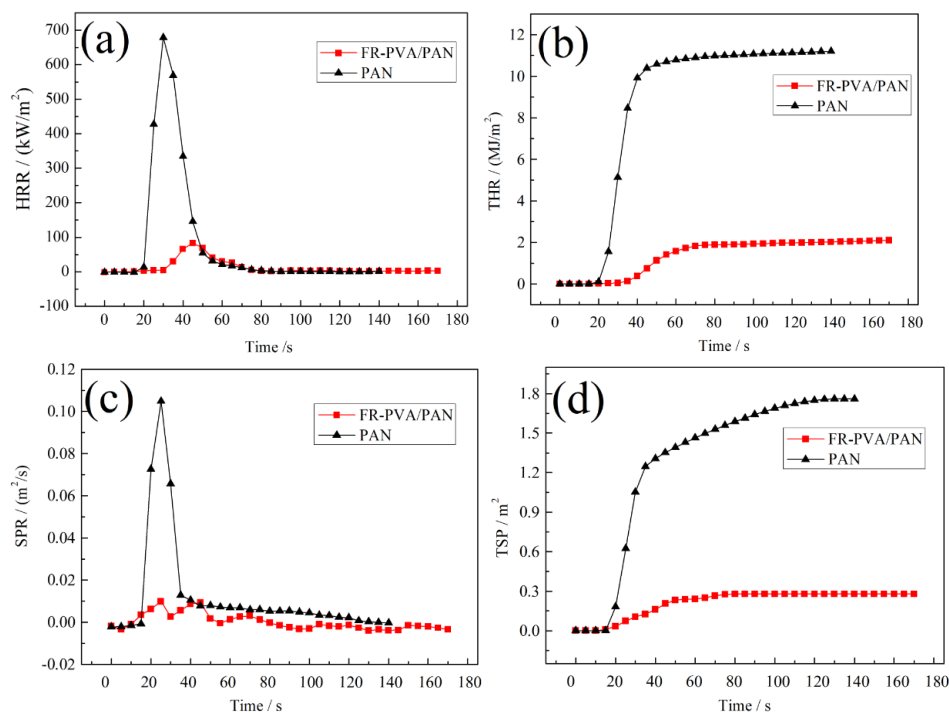 (a)
HRR / (kW/m²)
700
600
500
400
300
200
100
0
-100
FR-PVA/PAN
PAN
0 20 40 60 80 100 120 140 160 180
Time /s
(b)
THR / (MJ/m²)
12
10
8
6
4
2
0
FR-PVA/PAN
PAN
0 20 40 60 80 100 120 140 160 180
Time / s
(c)
SPR / (m²/s)
0.12
0.10
0.08
0.06
0.04
0.02
0.00
-0.02
FR-PVA/PAN
PAN
0 20 40 60 80 100 120 140 160 180
Time / s
(d)
TSP / m²
1.8
1.5
1.2
0.9
0.6
0.3
0.0
FR-PVA/PAN
PAN
0 20 40 60 80 100 120 140 160 180
Time / s